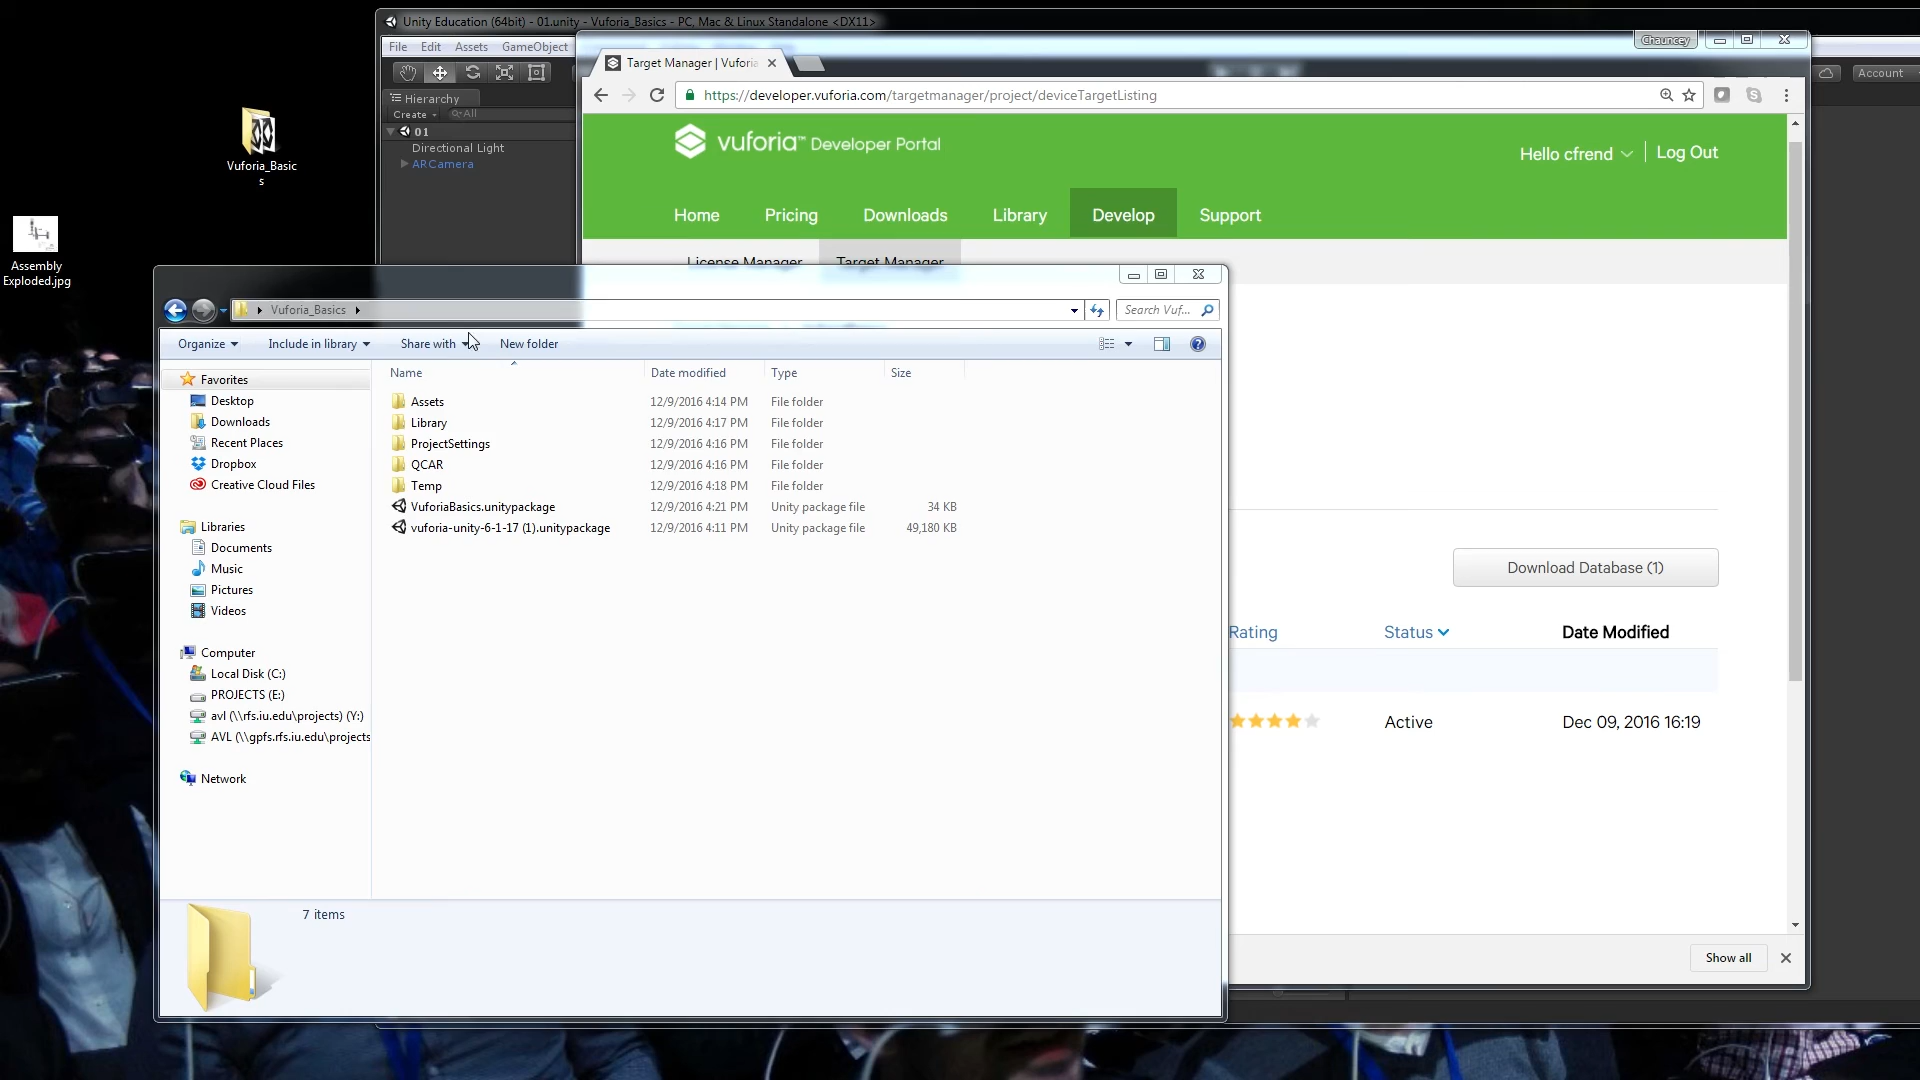 Unity Education (64bit) - 01.unity - Vuforia_Basics - PC, Mac & Linux Standalone <DX11>
File Edit Assets GameObject
Chauncey
Target Manager | Vuforia
https://developer.vuforia.com/targetmanager/project/deviceTargetListing
Account
Hierarchy
Create
All
01
Directional Light
ARCamera
vuforia™ Developer Portal
Hello cfrend
Log Out
Home Pricing Downloads Library Develop Support
License Manager Target Manager
Vuforia_Basic
s
Assembly
Exploded.jpg
Vuforia_Basics
Search Vuf...
Organize Include in library Share with New folder
Name Date modified Type Size
Assets 12/9/2016 4:14 PM File folder
Library 12/9/2016 4:17 PM File folder
ProjectSettings 12/9/2016 4:16 PM File folder
QCAR 12/9/2016 4:16 PM File folder
Temp 12/9/2016 4:18 PM File folder
VuforiaBasics.unitypackage 12/9/2016 4:21 PM Unity package file 34 KB
vuforia-unity-6-1-17 (1).unitypackage 12/9/2016 4:11 PM Unity package file 49,180 KB
Favorites
Desktop
Downloads
Recent Places
Dropbox
Creative Cloud Files
Libraries
Documents
Music
Pictures
Videos
Computer
Local Disk (C:)
PROJECTS (E:)
avl (\\rfs.iu.edu\projects) (Y:)
AVL (\\gpfs.rfs.iu.edu\projects
Network
7 items
Download Database (1)
Rating Status Date Modified
Active Dec 09, 2016 16:19
Show all